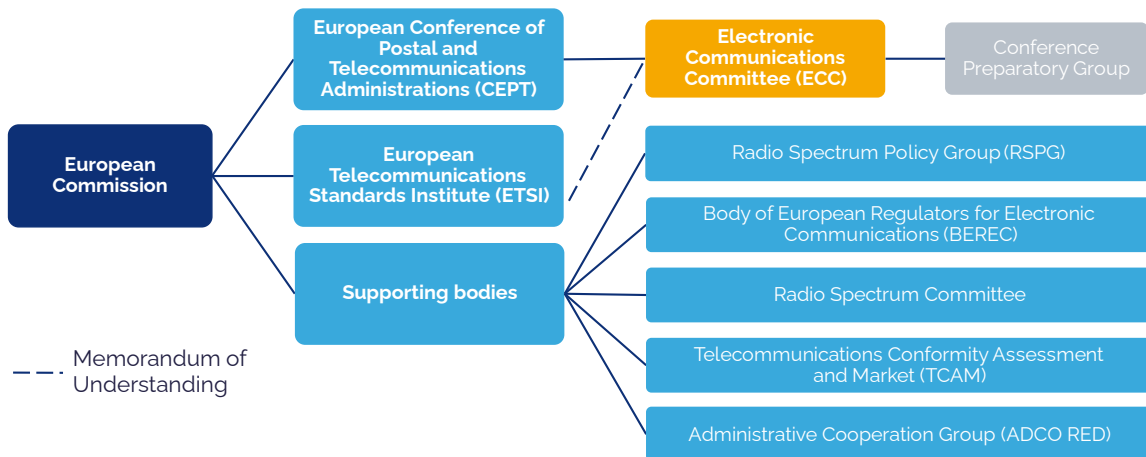 European Conference of
Postal and
Telecommunications
Administrations (CEPT)
Electronic
Communications
Committee (ECC)
Conference
Preparatory Group
European
Commission
European
Telecommunications
Standards Institute (ETSI)
Radio Spectrum Policy Group (RSPG)
Body of European Regulators for Electronic
Communications (BEREC)
Supporting bodies
Radio Spectrum Committee
Telecommunications Conformity Assessment
and Market (TCAM)
Administrative Cooperation Group (ADCO RED)
Memorandum of
Understanding